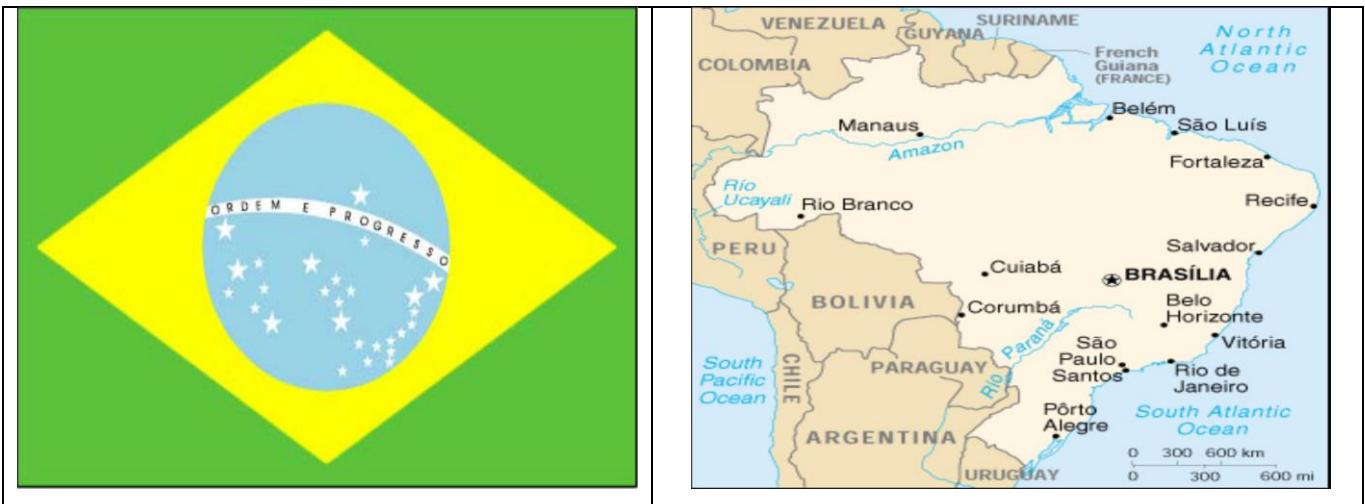 ORDEM E PROGRESSO
VENEZUELA
SURINAME
GUYANA
French
Guiana
(FRANCE)
North
Atlantic
Ocean
COLOMBIA
Belém
Manaus
São Luís
Amazon
Fortaleza
Río
Ucayali
Rio Branco
Recife
PERU
Salvador
Cuiabá
BRASÍLIA
BOLIVIA
Corumbá
Belo
Horizonte
Río Paraná
São
Paulo
Vitória
South
Pacific
Ocean
CHILE
PARAGUAY
Santos
Rio de
Janeiro
Pôrto
Alegre
South Atlantic
Ocean
ARGENTINA
0 300 600 km
URUGUAY
0 300 600 mi